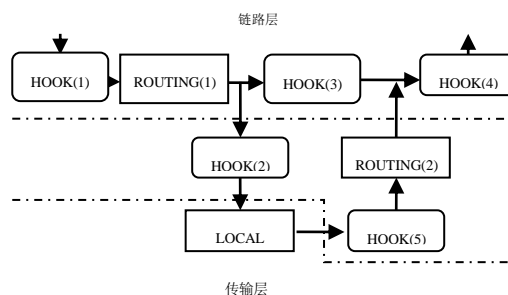 链路层
HOOK(1) ROUTING(1) HOOK(3) HOOK(4)
HOOK(2) ROUTING(2)
LOCAL HOOK(5)
传输层